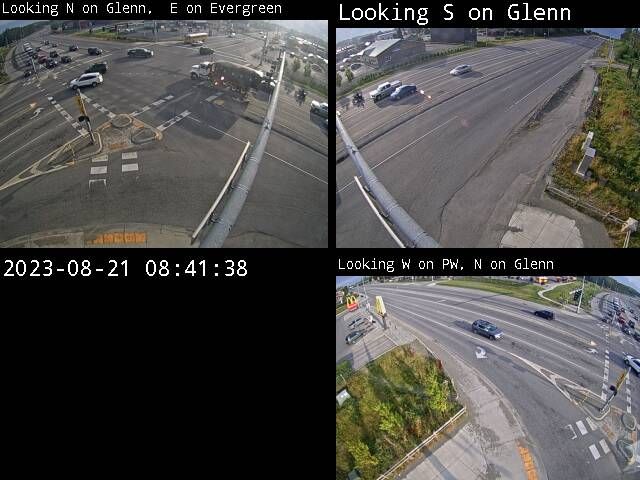 Looking N on Glenn,  E on Evergreen
Looking S on Glenn
2023-08-21 08:41:38
Looking W on PW, N on Glenn